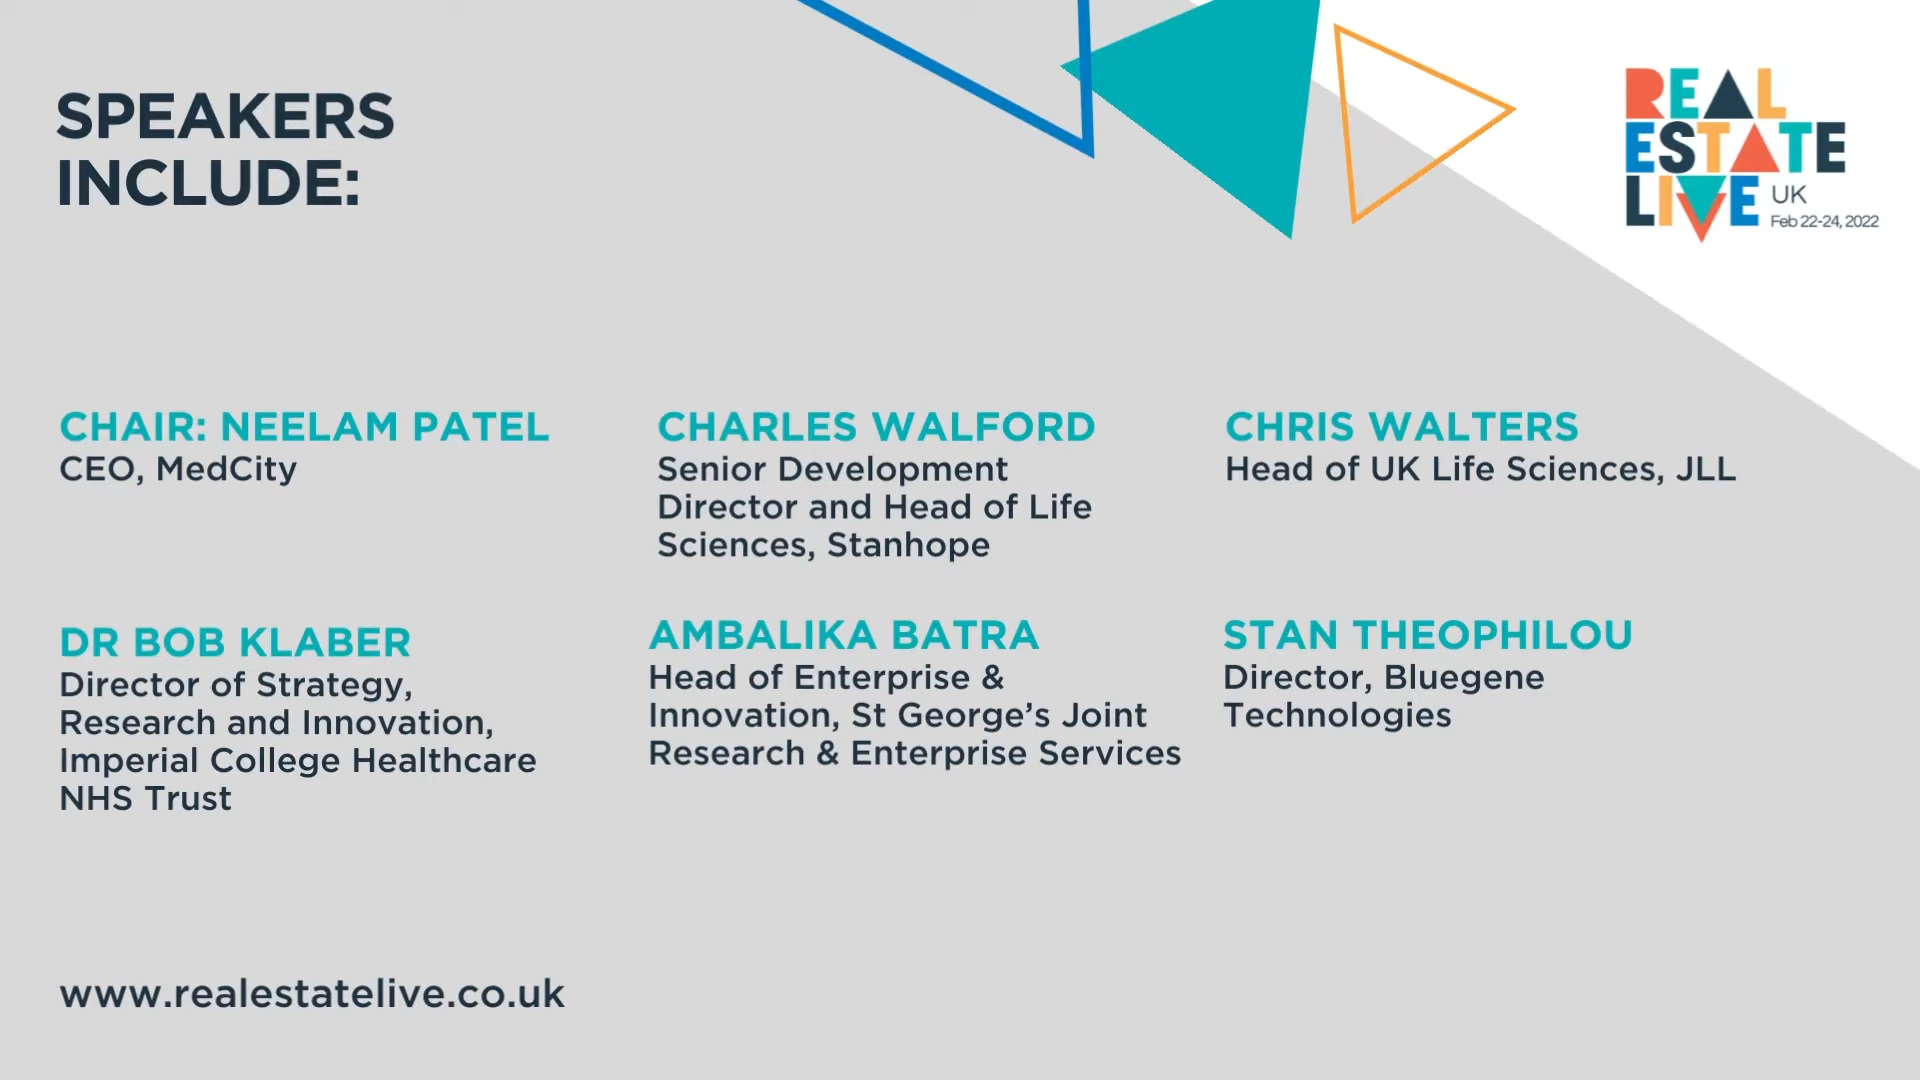 SPEAKERS
INCLUDE:
REAL
ESTATE
LIVE UK
Feb 22-24, 2022
CHAIR: NEELAM PATEL
CEO, MedCity
CHARLES WALFORD
Senior Development
Director and Head of Life
Sciences, Stanhope
CHRIS WALTERS
Head of UK Life Sciences, JLL
DR BOB KLABER
Director of Strategy,
Research and Innovation,
Imperial College Healthcare
NHS Trust
AMBALIKA BATRA
Head of Enterprise &
Innovation, St George’s Joint
Research & Enterprise Services
STAN THEOPHILOU
Director, Bluegene
Technologies
www.realestatelive.co.uk